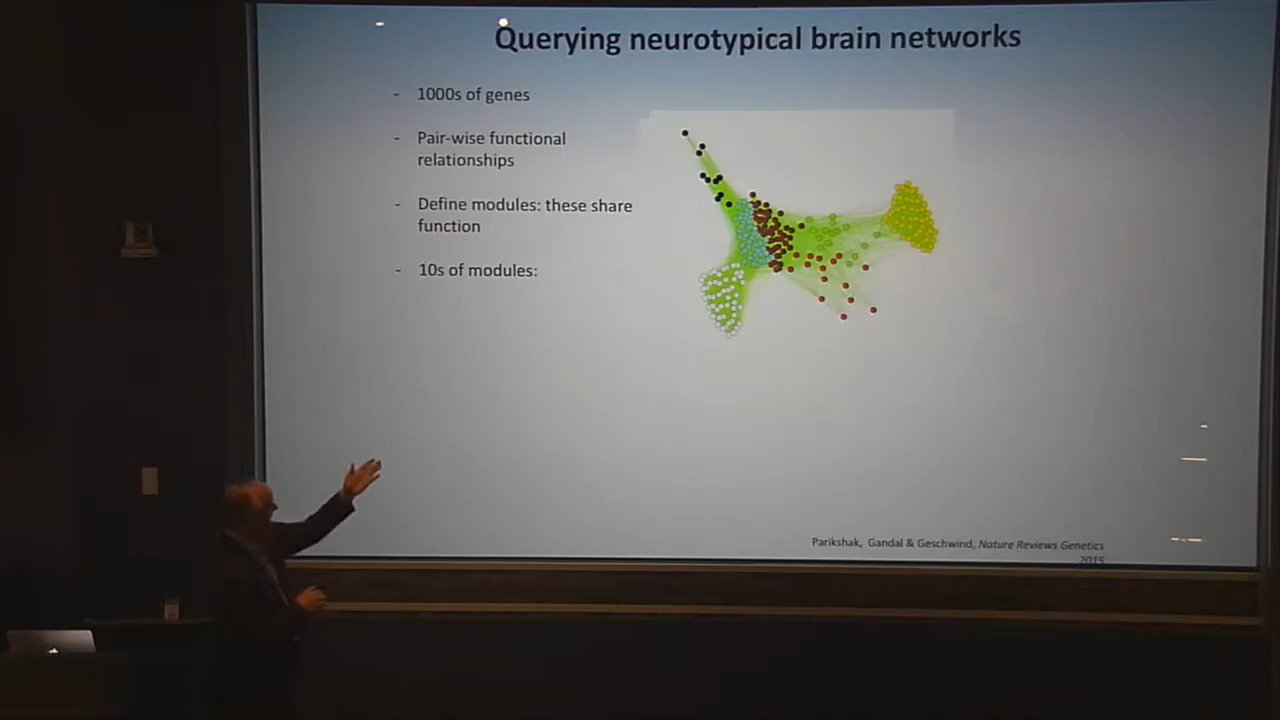 Querying neurotypical brain networks
- 1000s of genes
- Pair-wise functional
relationships
- Define modules: these share
function
- 10s of modules:
Parikshak, Gandal & Geschwind, Nature Reviews Genetics
2015